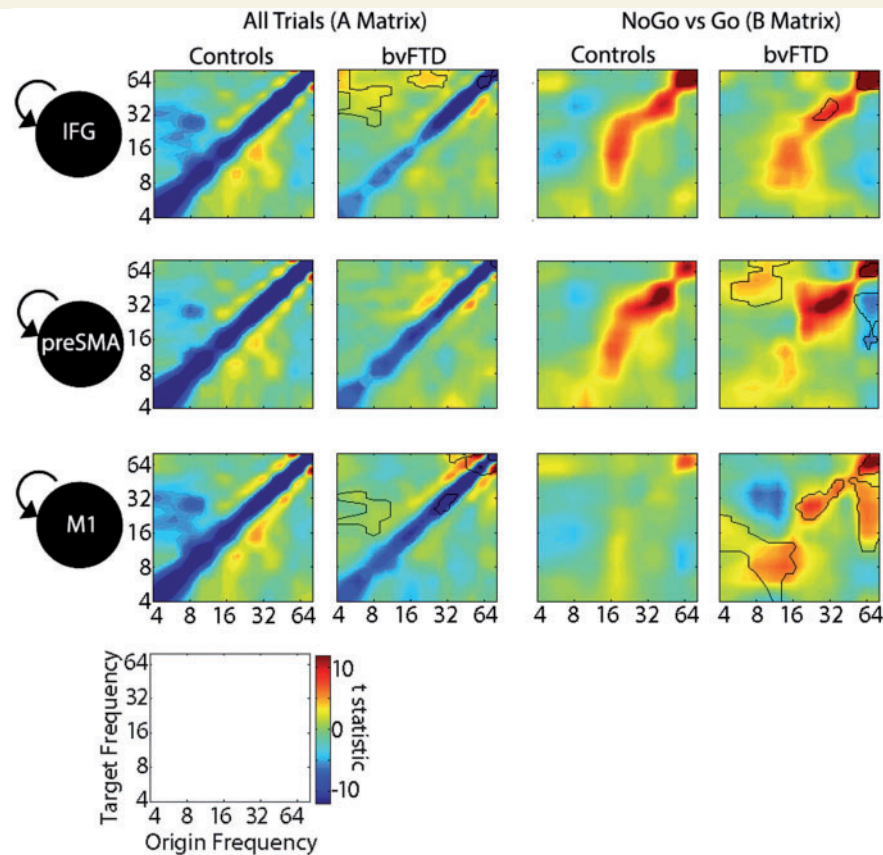 All Trials (A Matrix) NoGo vs Go (B Matrix)
Controls bvFTD Controls bvFTD
IFG
64
32
16
8
4
preSMA
64
32
16
8
4
M1
64
32
16
8
4
4 8 16 32 64 4 8 16 32 64 4 8 16 32 64 4 8 16 32 64
Target Frequency
64
32
16
8
4
4 8 16 32 64
Origin Frequency
10
0
-10
t statistic